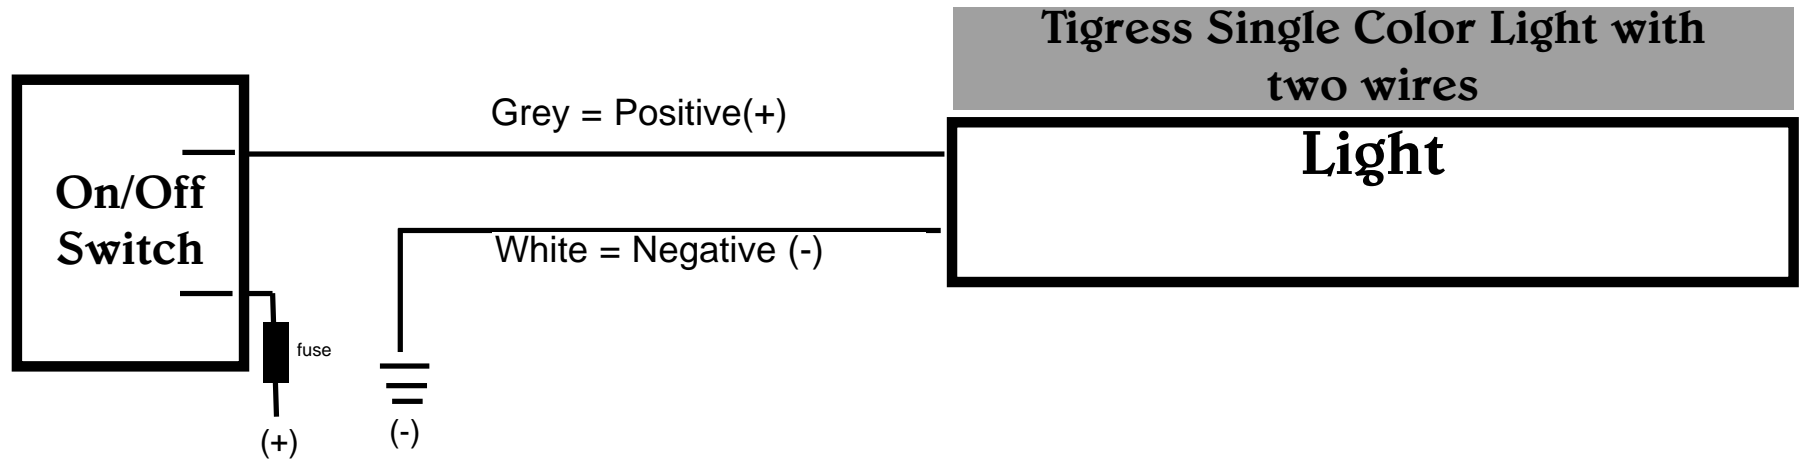 Tigress Single Color Light with
two wires
Grey = Positive(+)
Light
On/Off
Switch
White = Negative (-)
fuse
(+)
(-)